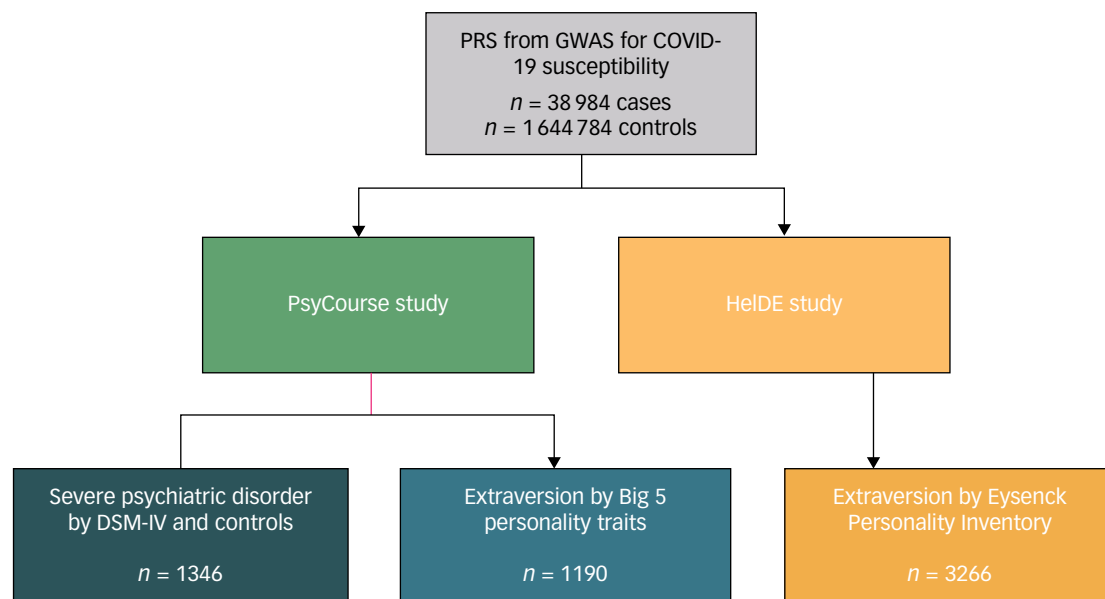 PRS from GWAS for COVID-
19 susceptibility
n = 38 984 cases
n = 1 644 784 controls
PsyCourse study
HelDE study
Severe psychiatric disorder
by DSM-IV and controls
n = 1346
Extraversion by Big 5
personality traits
n = 1190
Extraversion by Eysenck
Personality Inventory
n = 3266